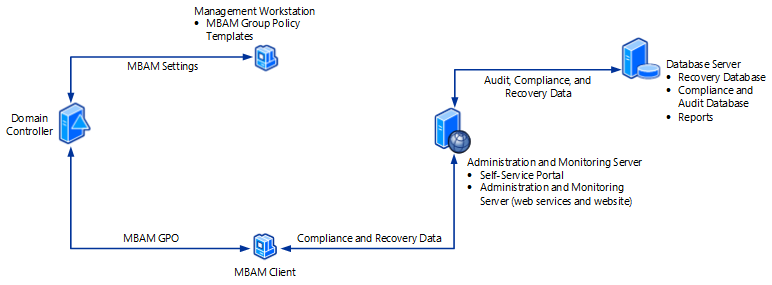 Management Workstation
• MBAM Group Policy
Templates
MBAM Settings
Domain
Controller
MBAM GPO
MBAM Client
Compliance and Recovery Data
Audit, Compliance, and
Recovery Data
Database Server
• Recovery Database
• Compliance and
Audit Database
• Reports
Administration and Monitoring Server
• Self-Service Portal
• Administration and Monitoring
Server (web services and website)